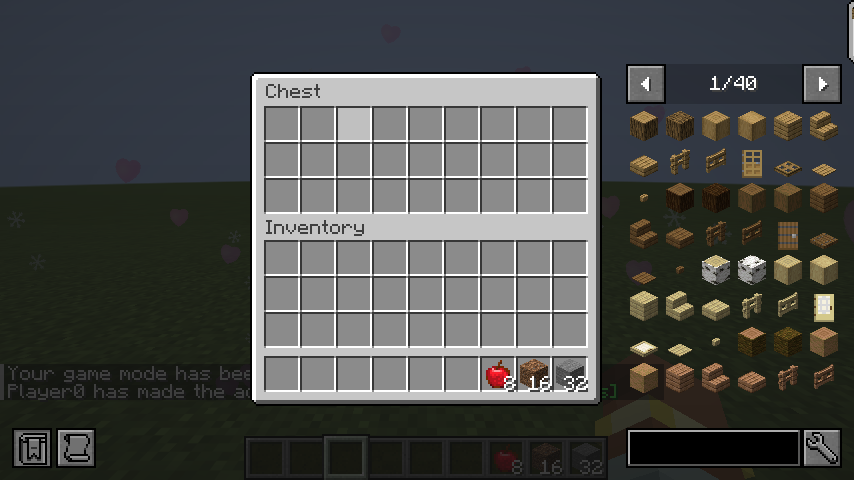 Chest
1/40
Inventory
8 16 32
Your game mode has bee
Player0 has made the ad s]
8 16 32